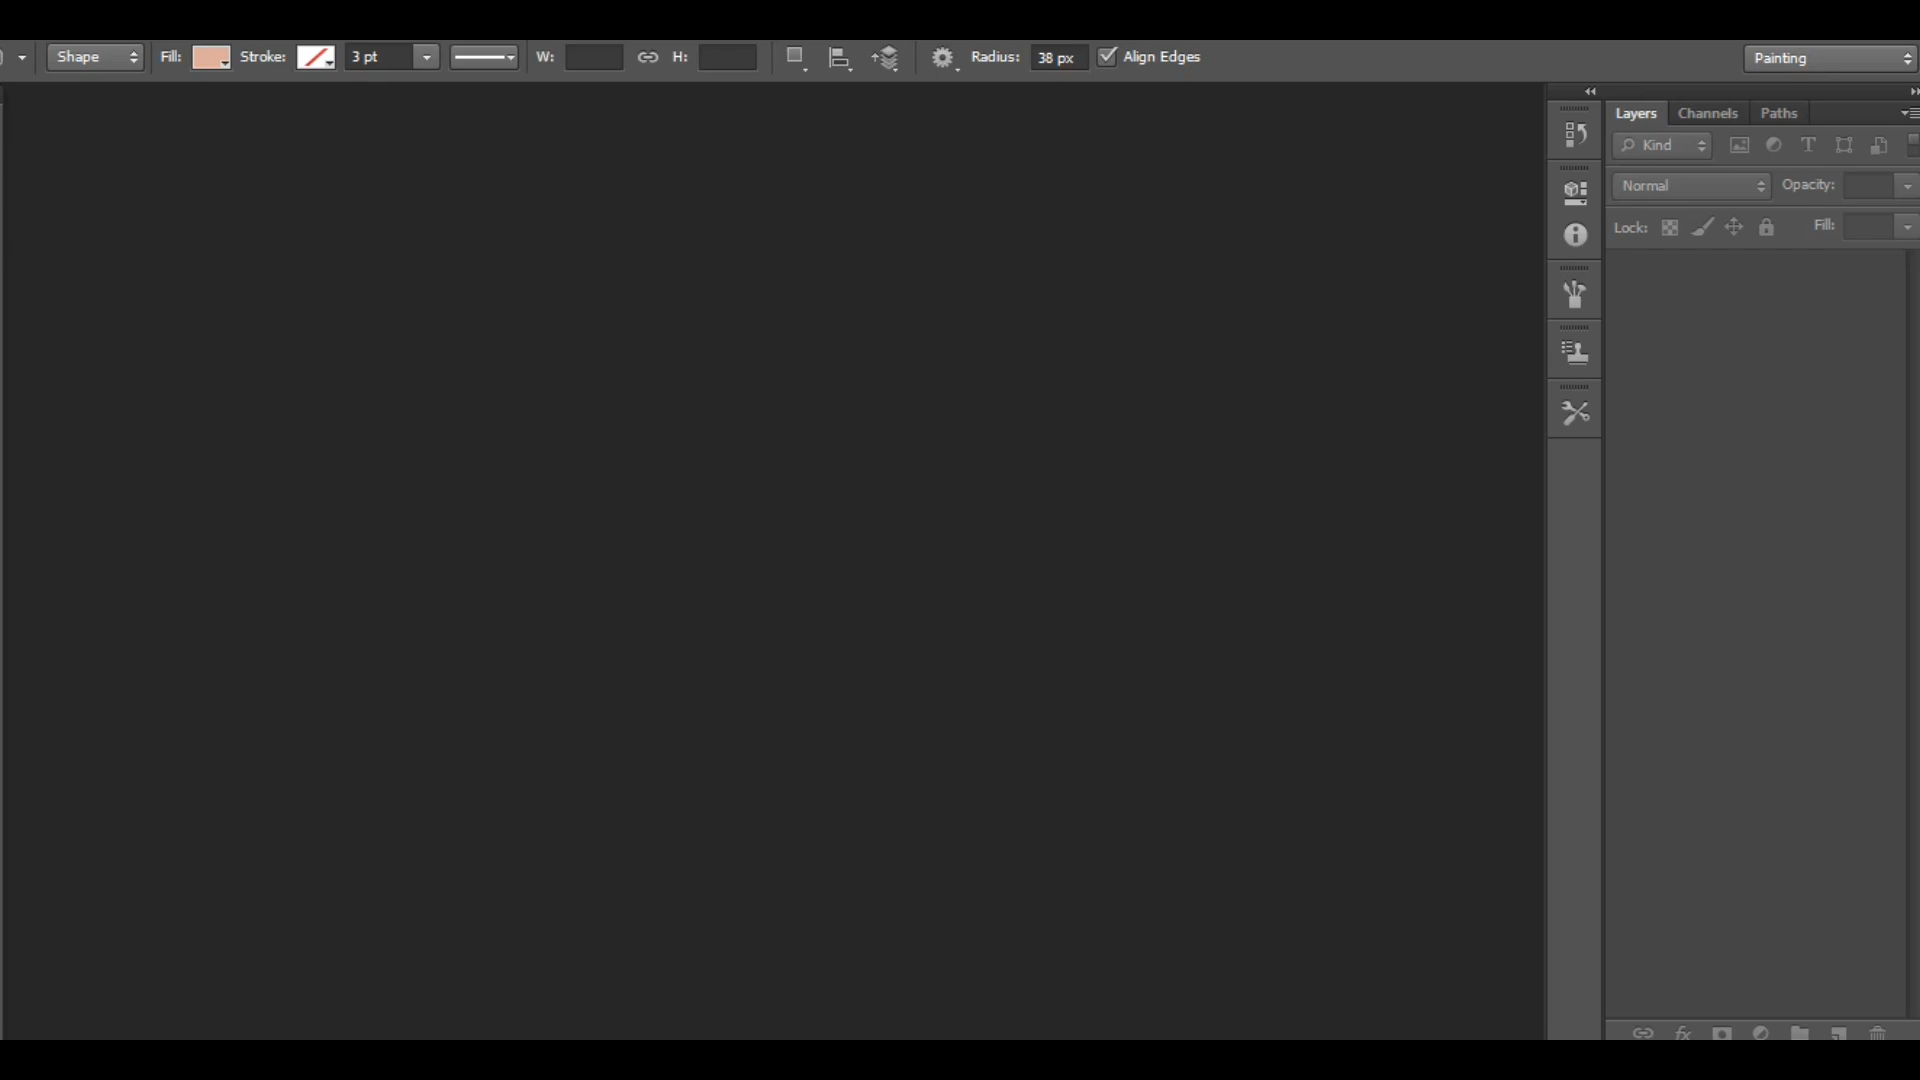 Shape Fill: Stroke: 3 pt W: H: Radius: 38 px Align Edges Painting
Layers Channels Paths
Kind
Normal Opacity:
Lock: Fill:
fx